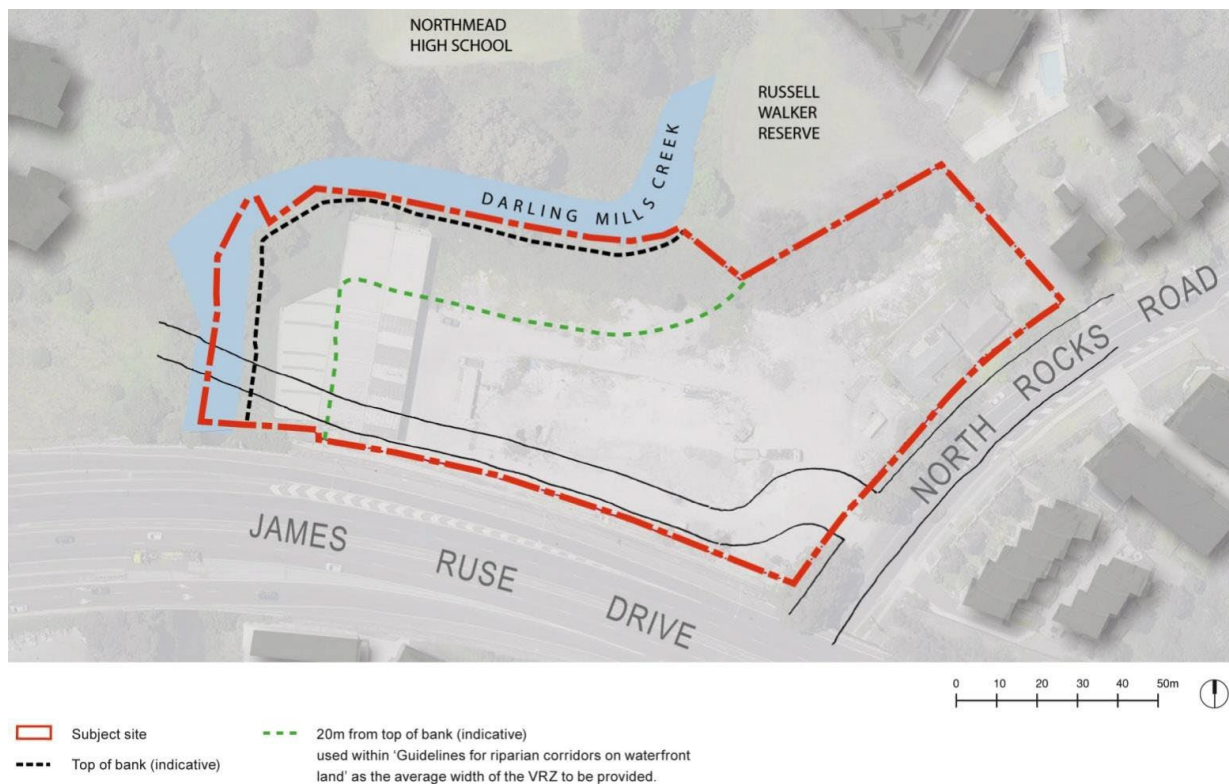 NORTHMEAD
HIGH SCHOOL
RUSSELL
WALKER
RESERVE
DARLING MILLS CREEK
NORTH ROCKS ROAD
JAMES RUSE DRIVE
0 10 20 30 40 50m
Subject site
Top of bank (indicative)
20m from top of bank (indicative)
used within ‘Guidelines for riparian corridors on waterfront
land’ as the average width of the VRZ to be provided.